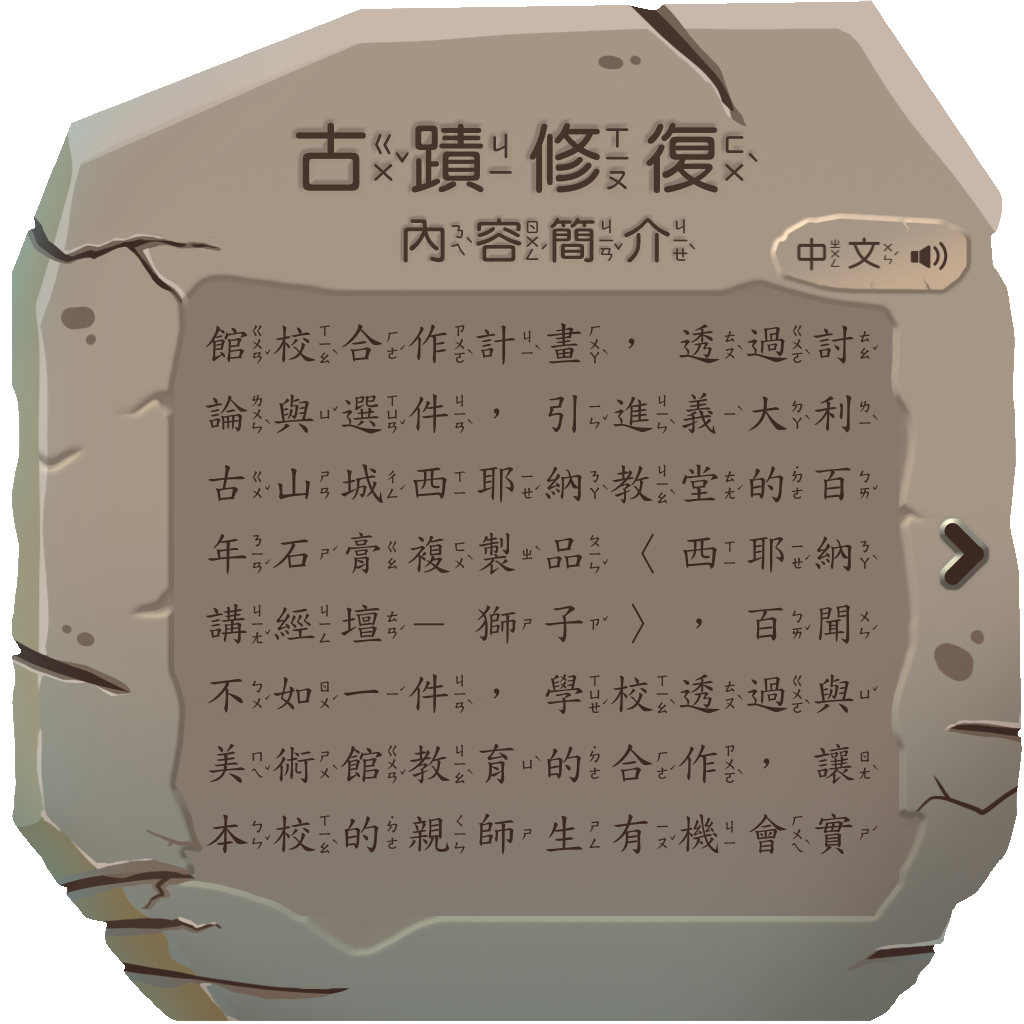 古蹟修復
內容簡介
中文
館校合作計畫，透過討
論與選件，引進義大利
古山城西耶納教堂的百
年石膏複製品〈西耶納
講經壇—獅子〉，百聞
不如一件，學校透過與
美術館教育的合作，讓
本校的親師生有機會實